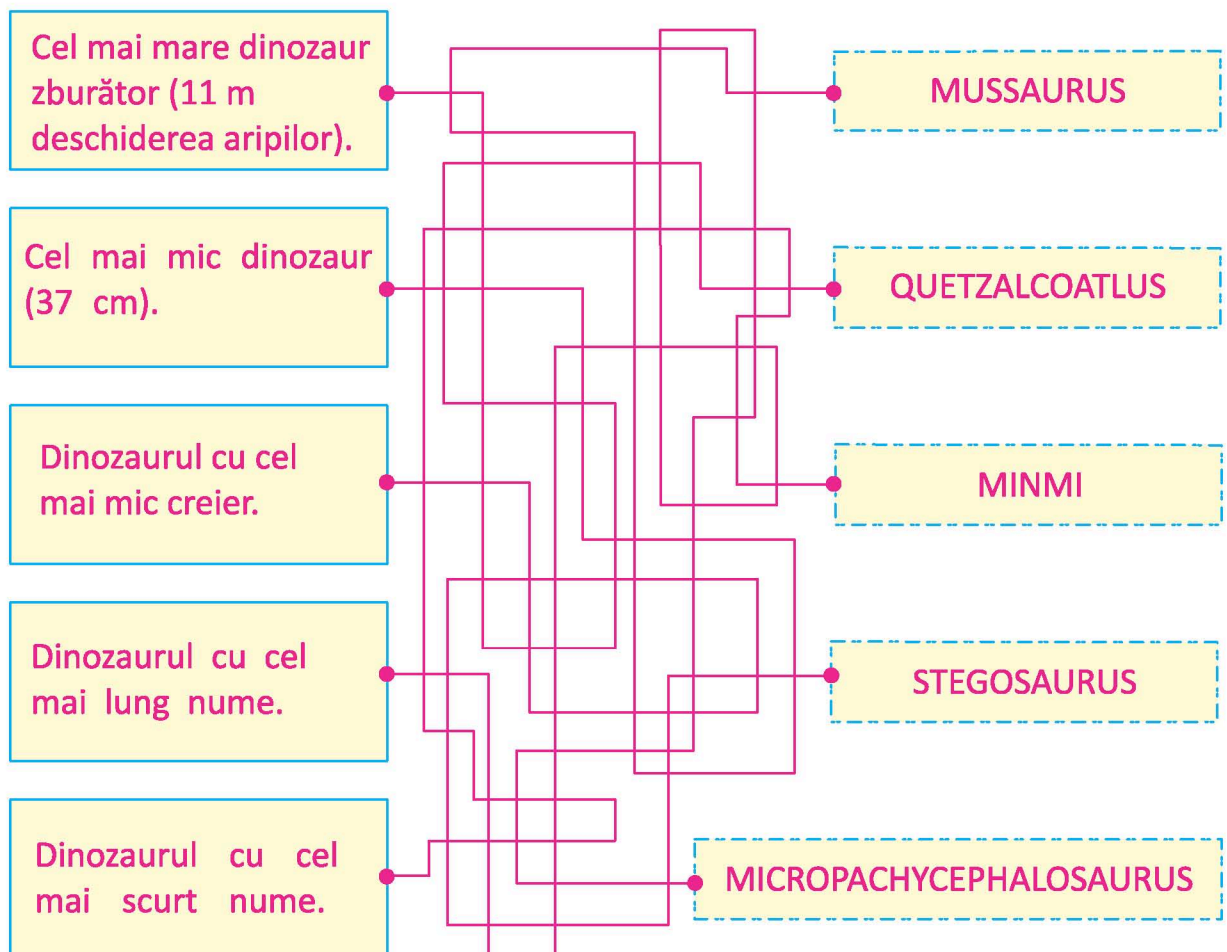 Cel mai mare dinozaur
zburător (11 m
deschiderea aripilor).
MUSSAURUS
Cel mai mic dinozaur
(37 cm).
QUETZALCOATLUS
Dinozaurul cu cel
mai mic creier.
MINMI
Dinozaurul cu cel
mai lung nume.
STEGOSAURUS
Dinozaurul cu cel
mai scurt nume.
MICROPACHYCEPHALOSAURUS